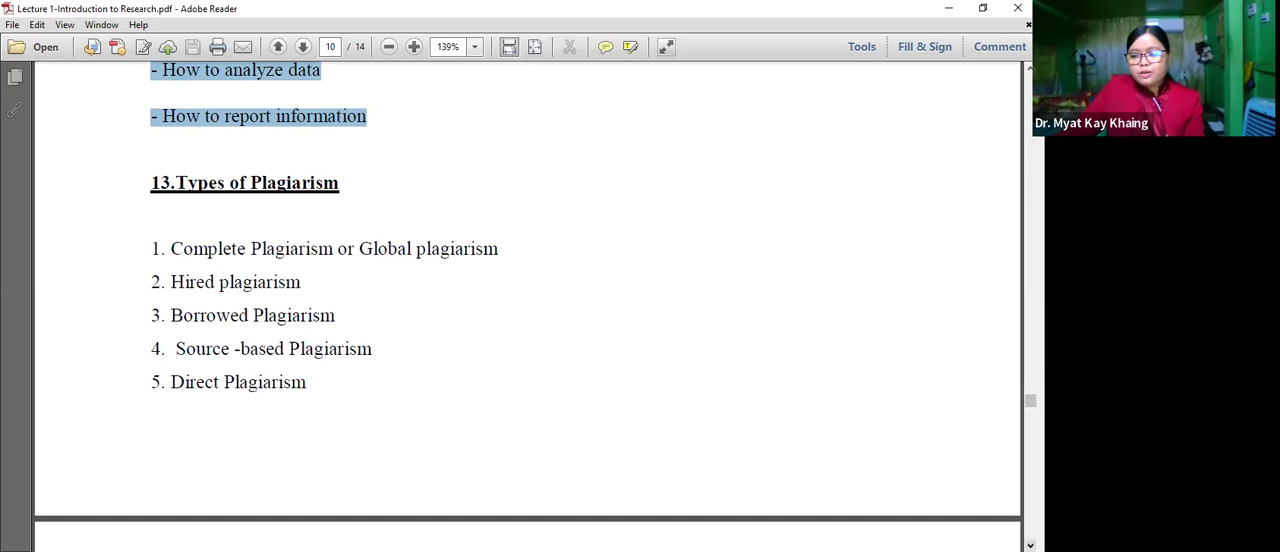 Lecture 1-Introduction to Research.pdf - Adobe Reader
File Edit View Window Help
Open 10 / 14 139% Tools Fill & Sign Comment
- How to analyze data
- How to report information
13.Types of Plagiarism
1. Complete Plagiarism or Global plagiarism
2. Hired plagiarism
3. Borrowed Plagiarism
4. Source -based Plagiarism
5. Direct Plagiarism
Dr. Myat Kay Khaing